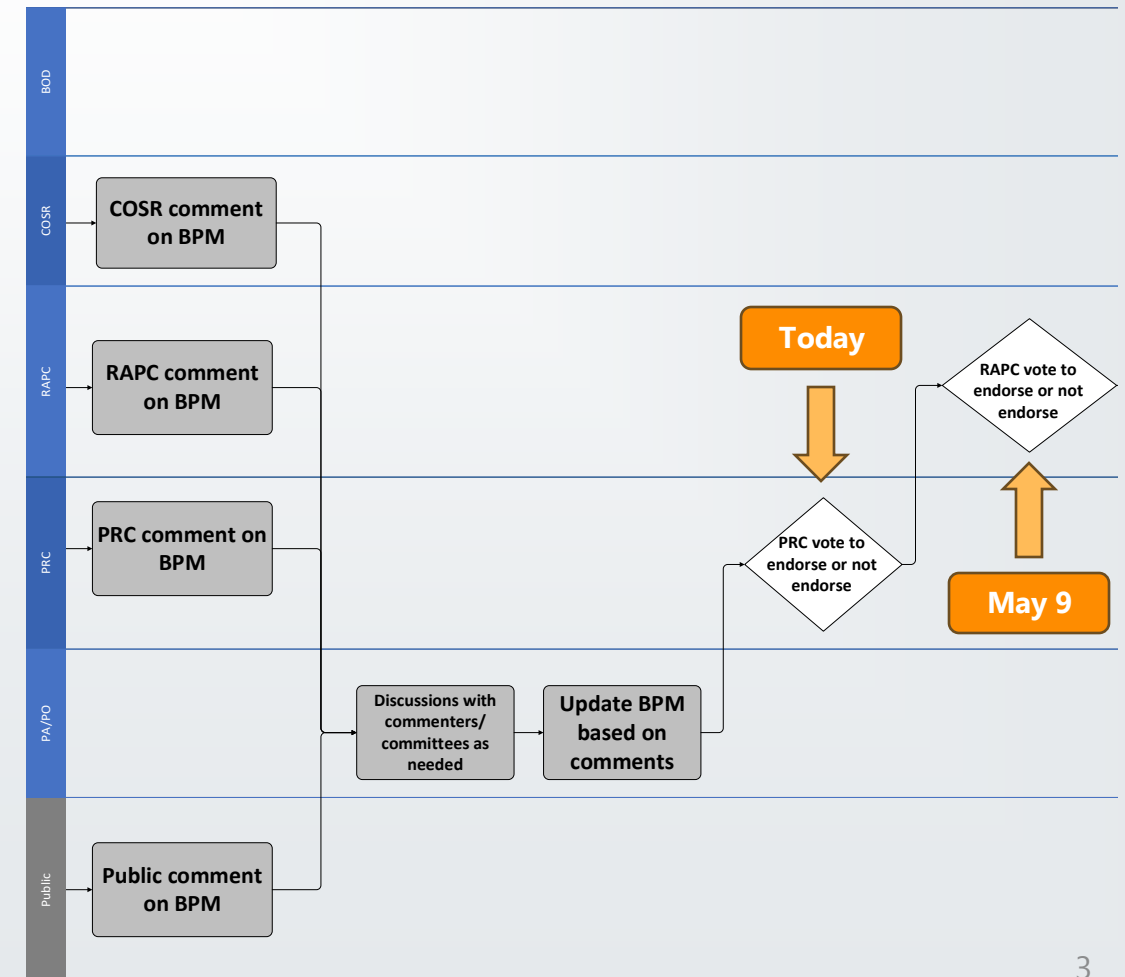 BOD
COSR
COSR comment
on BPM
RAPC
RAPC comment
on BPM
Today
RAPC vote to
endorse or not
endorse
PRC
PRC comment on
BPM
PRC vote to
endorse or not
endorse
May 9
PA/PO
Discussions with
commenters/
committees as
needed
Update BPM
based on
comments
Public
Public comment
on BPM
3